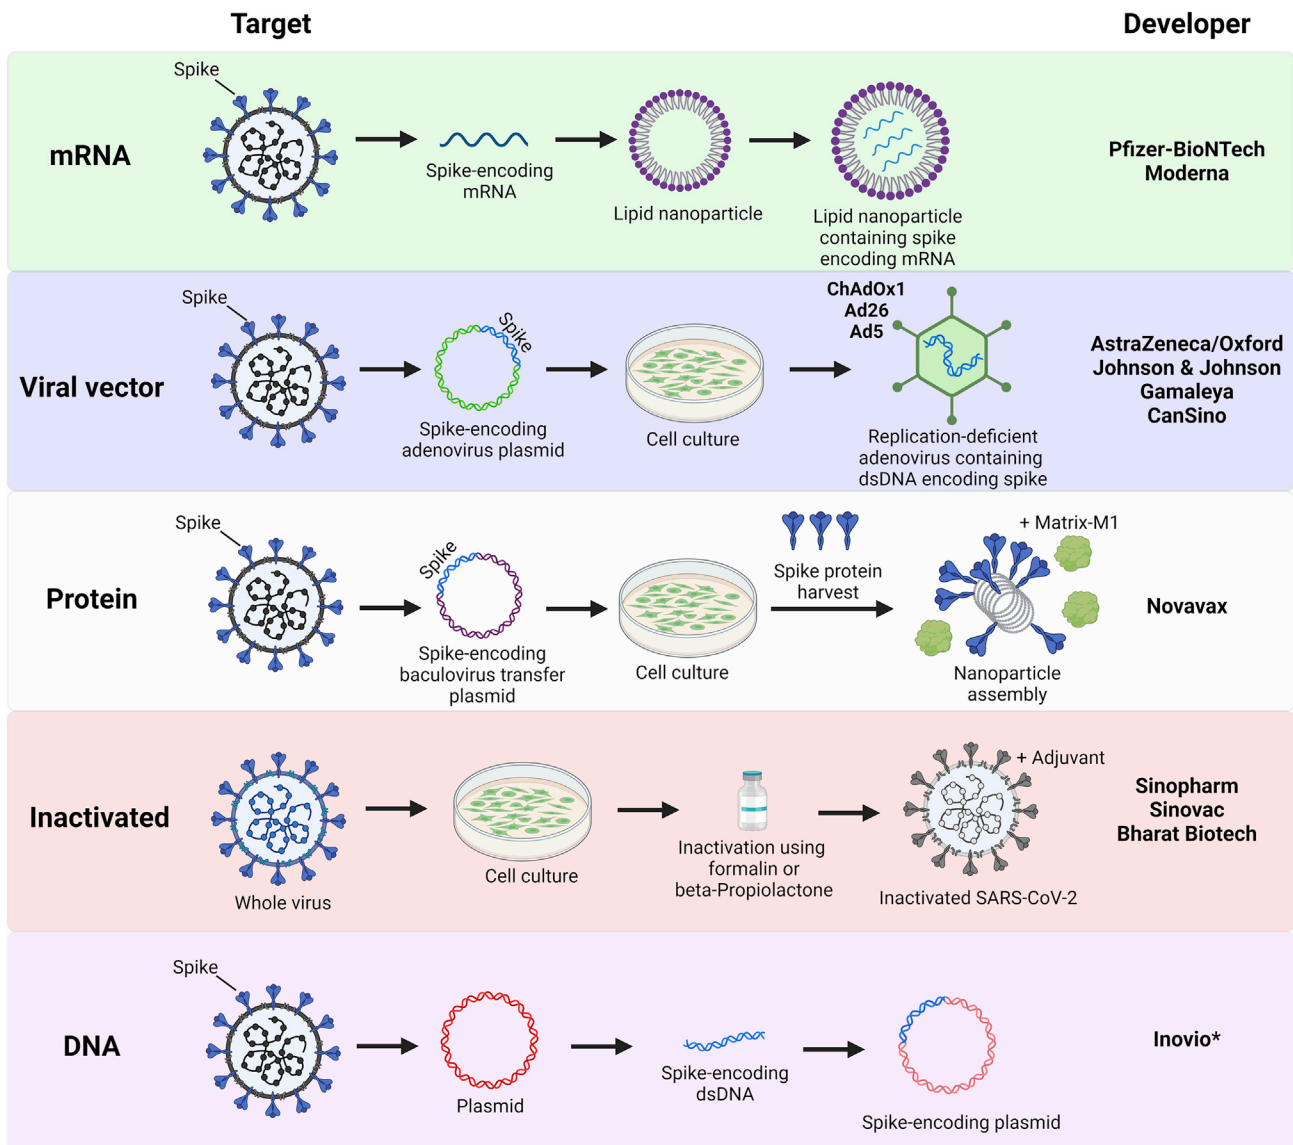 Target
Developer
Spike
mRNA
Spike-encoding
mRNA
Lipid nanoparticle
Lipid nanoparticle
containing spike
encoding mRNA
Pfizer-BioNTech
Moderna
Spike
Viral vector
Spike
Spike-encoding
adenovirus plasmid
Cell culture
ChAdOx1
Ad26
Ad5
Replication-deficient
adenovirus containing
dsDNA encoding spike
AstraZeneca/Oxford
Johnson & Johnson
Gamaleya
CanSino
Spike
Protein
Spike
Spike-encoding
baculovirus transfer
plasmid
Cell culture
Spike protein
harvest
+ Matrix-M1
Nanoparticle
assembly
Novavax
Inactivated
Whole virus
Cell culture
Inactivation using
formalin or
beta-Propiolactone
+ Adjuvant
Inactivated SARS-CoV-2
Sinopharm
Sinovac
Bharat Biotech
Spike
DNA
Plasmid
Spike-encoding
dsDNA
Spike-encoding plasmid
Inovio*